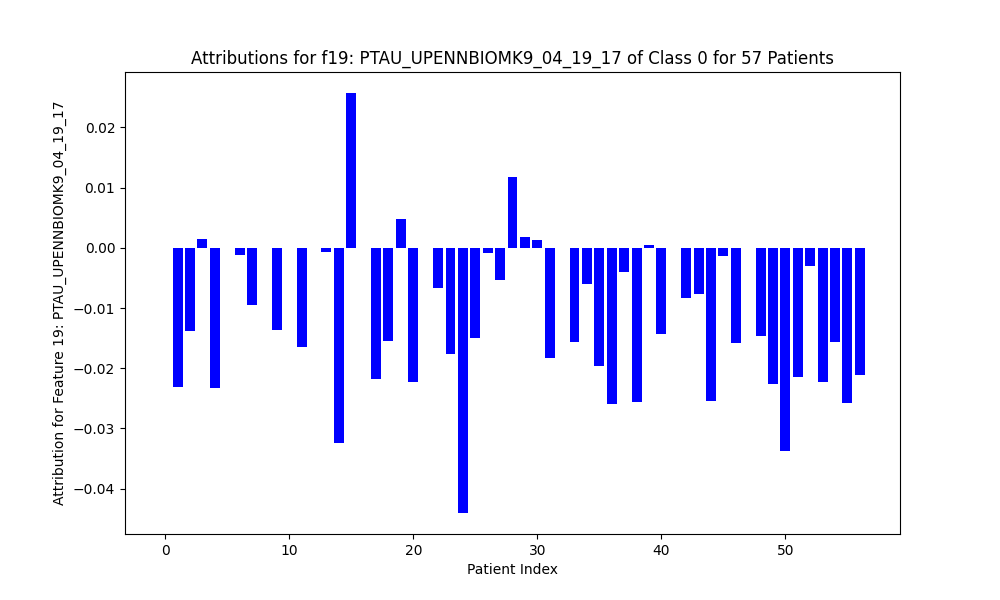 Attributions for f19: PTAU_UPENNBIOMK9_04_19_17 of Class 0 for 57 Patients
Attribution for Feature 19: PTAU_UPENNBIOMK9_04_19_17
0.02
0.01
0.00
−0.01
−0.02
−0.03
−0.04
0 10 20 30 40 50
Patient Index